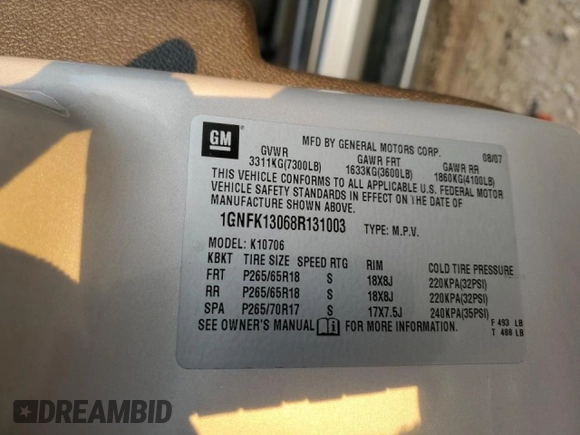 GM
MFD BY GENERAL MOTORS CORP. 08/07
GVWR GAWR FRT GAWR RR
3311KG(7300LB) 1633KG(3600LB) 1860KG(4100LB)
THIS VEHICLE CONFORMS TO ALL APPLICABLE U.S. FEDERAL MOTOR
VEHICLE SAFETY STANDARDS IN EFFECT ON THE DATE OF
MANUFACTURE SHOWN ABOVE.
1GNFK13068R131003 TYPE: M.P.V.
MODEL: K10706
KBKT TIRE SIZE SPEED RTG RIM COLD TIRE PRESSURE
FRT P265/65R18 S 18X8J 220KPA(32PSI)
RR P265/65R18 S 18X8J 220KPA(32PSI)
SPA P265/70R17 S 17X7.5J 240KPA(35PSI)
SEE OWNER'S MANUAL FOR MORE INFORMATION. F 493 LB
T 488 LB
DREAMBID